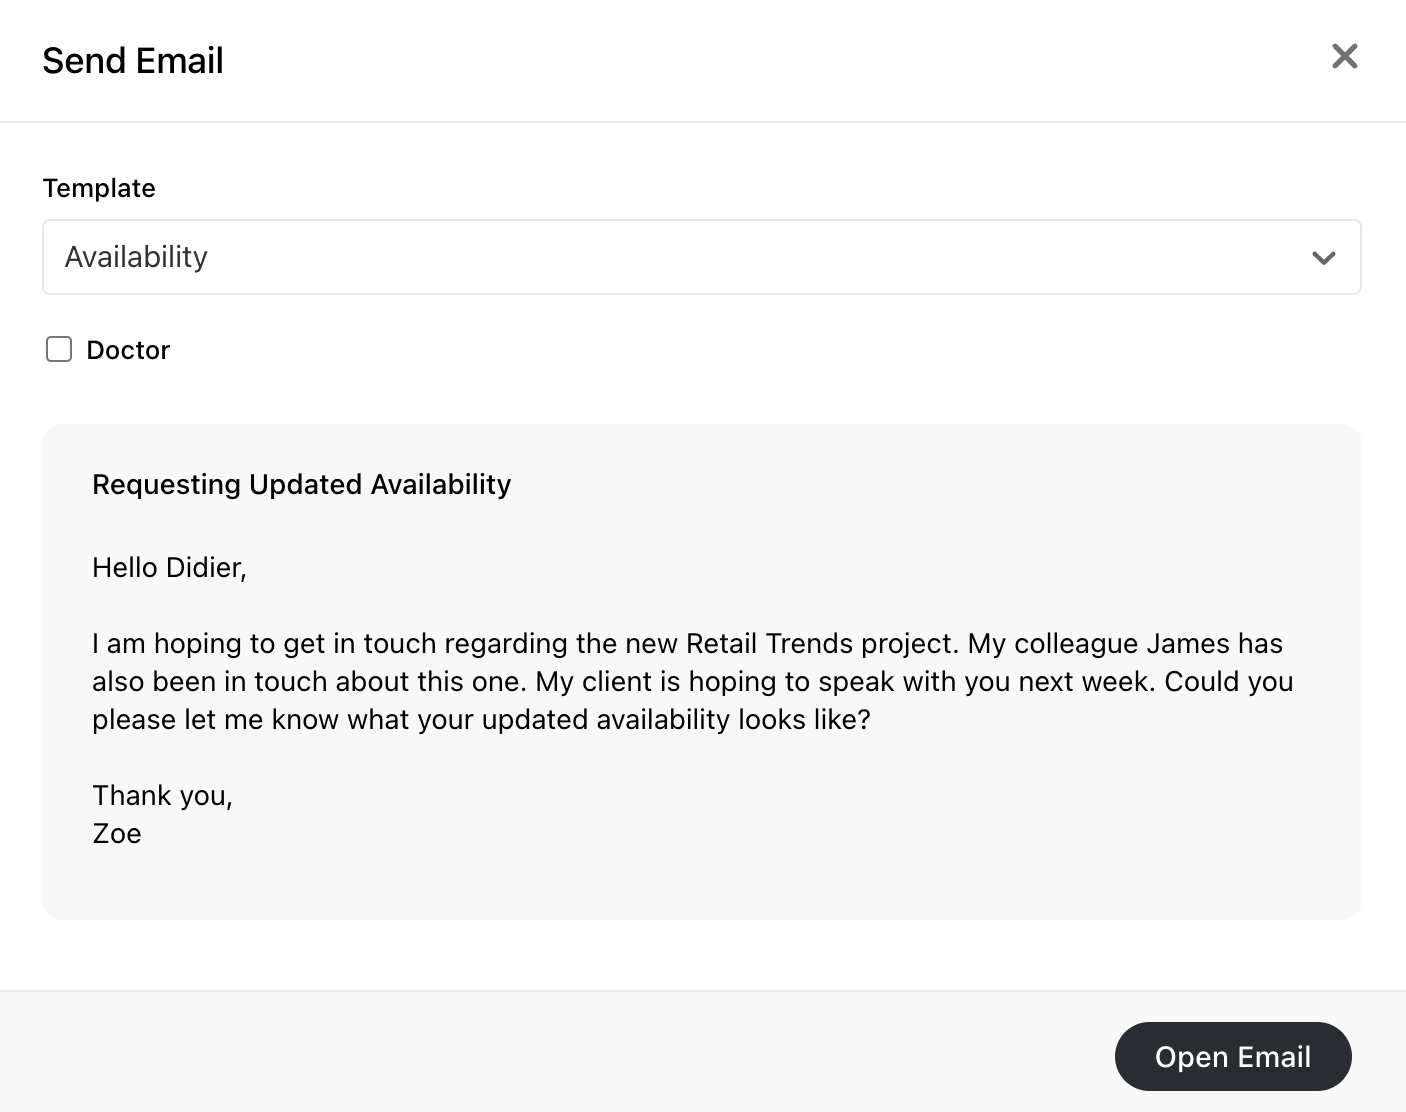 Send Email
Template
Availability
Doctor
Requesting Updated Availability
Hello Didier,
I am hoping to get in touch regarding the new Retail Trends project. My colleague James has
also been in touch about this one. My client is hoping to speak with you next week. Could you
please let me know what your updated availability looks like?
Thank you,
Zoe
Open Email